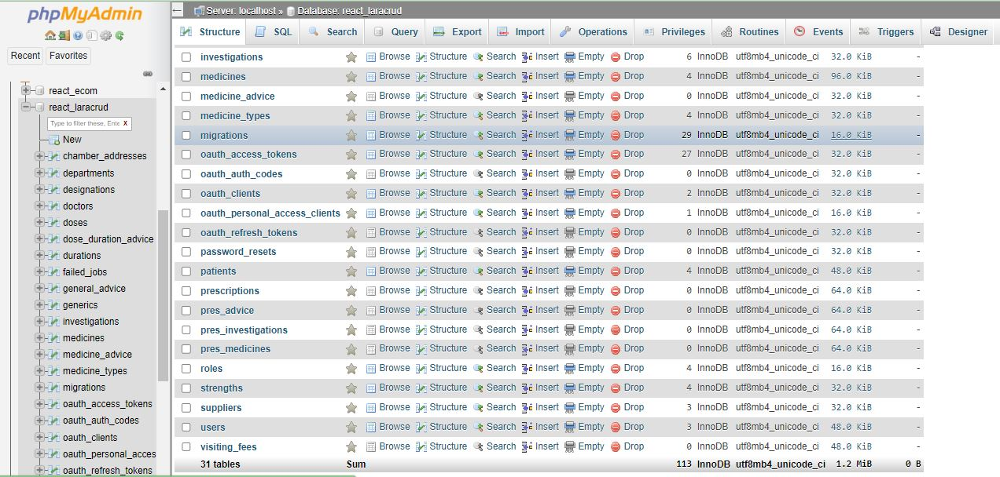 phpMyAdmin
Recent Favorites
react_ecom
react_laracrud
Type to filter these, Ente X
New
chamber_addresses
departments
designations
doctors
doses
dose_duration_advice
durations
failed_jobs
general_advice
generics
investigations
medicines
medicine_advice
medicine_types
migrations
oauth_access_tokens
oauth_auth_codes
oauth_clients
oauth_personal_acces
oauth_refresh_tokens
Server: localhost » Database: react_laracrud
Structure SQL Search Query Export Import Operations Privileges Routines Events Triggers Designer
investigations Browse Structure Search Insert Empty Drop 6 InnoDB utf8mb4_unicode_ci 32.0 KiB -
medicines Browse Structure Search Insert Empty Drop 4 InnoDB utf8mb4_unicode_ci 96.0 KiB -
medicine_advice Browse Structure Search Insert Empty Drop 0 InnoDB utf8mb4_unicode_ci 32.0 KiB -
medicine_types Browse Structure Search Insert Empty Drop 4 InnoDB utf8mb4_unicode_ci 32.0 KiB -
migrations Browse Structure Search Insert Empty Drop 29 InnoDB utf8mb4_unicode_ci 16.0 KiB -
oauth_access_tokens Browse Structure Search Insert Empty Drop 27 InnoDB utf8mb4_unicode_ci 32.0 KiB -
oauth_auth_codes Browse Structure Search Insert Empty Drop 0 InnoDB utf8mb4_unicode_ci 32.0 KiB -
oauth_clients Browse Structure Search Insert Empty Drop 2 InnoDB utf8mb4_unicode_ci 32.0 KiB -
oauth_personal_access_clients Browse Structure Search Insert Empty Drop 1 InnoDB utf8mb4_unicode_ci 16.0 KiB -
oauth_refresh_tokens Browse Structure Search Insert Empty Drop 0 InnoDB utf8mb4_unicode_ci 32.0 KiB -
password_resets Browse Structure Search Insert Empty Drop 0 InnoDB utf8mb4_unicode_ci 32.0 KiB -
patients Browse Structure Search Insert Empty Drop 4 InnoDB utf8mb4_unicode_ci 48.0 KiB -
prescriptions Browse Structure Search Insert Empty Drop 0 InnoDB utf8mb4_unicode_ci 64.0 KiB -
pres_advice Browse Structure Search Insert Empty Drop 0 InnoDB utf8mb4_unicode_ci 64.0 KiB -
pres_investigations Browse Structure Search Insert Empty Drop 0 InnoDB utf8mb4_unicode_ci 64.0 KiB -
pres_medicines Browse Structure Search Insert Empty Drop 0 InnoDB utf8mb4_unicode_ci 64.0 KiB -
roles Browse Structure Search Insert Empty Drop 4 InnoDB utf8mb4_unicode_ci 16.0 KiB -
strengths Browse Structure Search Insert Empty Drop 4 InnoDB utf8mb4_unicode_ci 32.0 KiB -
suppliers Browse Structure Search Insert Empty Drop 3 InnoDB utf8mb4_unicode_ci 32.0 KiB -
users Browse Structure Search Insert Empty Drop 3 InnoDB utf8mb4_unicode_ci 48.0 KiB -
visiting_fees Browse Structure Search Insert Empty Drop 0 InnoDB utf8mb4_unicode_ci 48.0 KiB -
31 tables Sum 113 InnoDB utf8mb4_unicode_ci 1.2 MiB 0 B